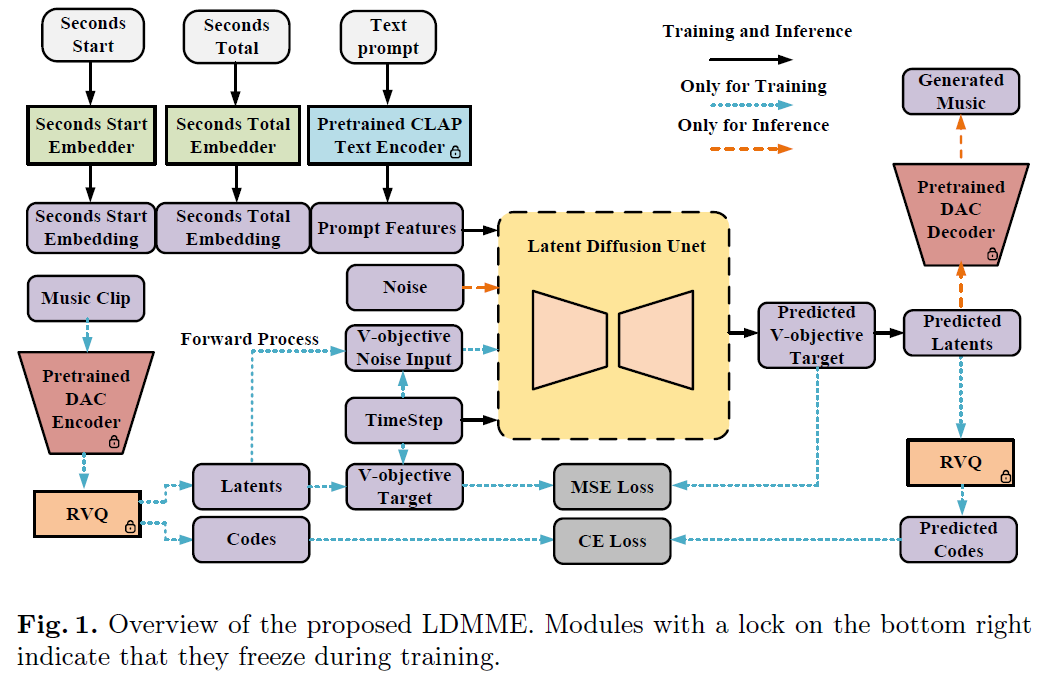 Seconds
Start
Seconds
Total
Text
prompt
Training and Inference
Only for Training
Only for Inference
Generated
Music
Seconds Start
Embedder
Seconds Total
Embedder
Pretrained CLAP
Text Encoder
Pretrained
DAC
Decoder
Seconds Start
Embedding
Seconds Total
Embedding
Prompt Features
Latent Diffusion Unet
Music Clip
Noise
Forward Process
V-objective
Noise Input
Predicted
V-objective
Target
Predicted
Latents
Pretrained
DAC
Encoder
TimeStep
RVQ
Latents
V-objective
Target
MSE Loss
RVQ
Codes
CE Loss
Predicted
Codes
Fig. 1. Overview of the proposed LDMME. Modules with a lock on the bottom right
indicate that they freeze during training.